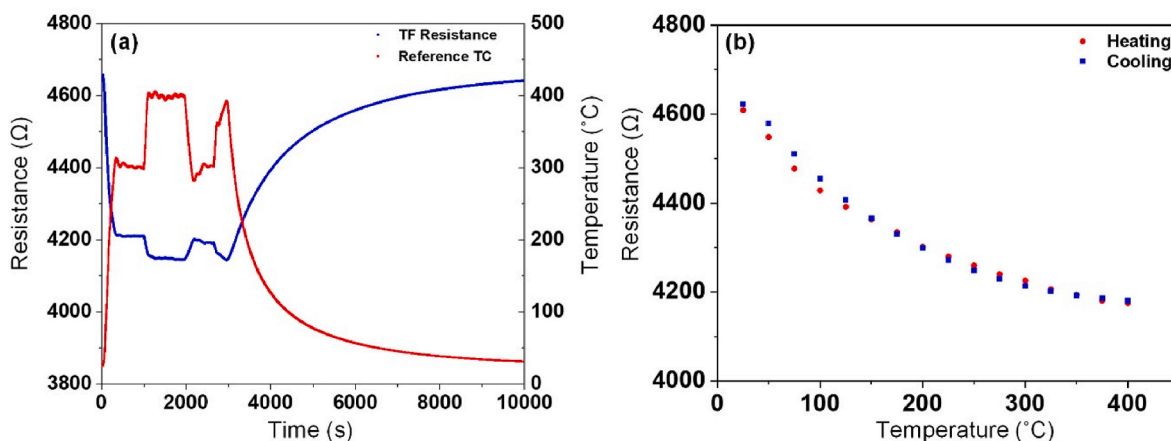 (a)
TF Resistance
Reference TC
4800
4600
4400
4200
4000
3800
Resistance (Ω)
500
400
300
200
100
0
Temperature (°C)
0
2000
4000
6000
8000
10000
Time (s)
(b)
Heating
Cooling
4800
4600
4400
4200
4000
Resistance (Ω)
0
100
200
300
400
Temperature (°C)